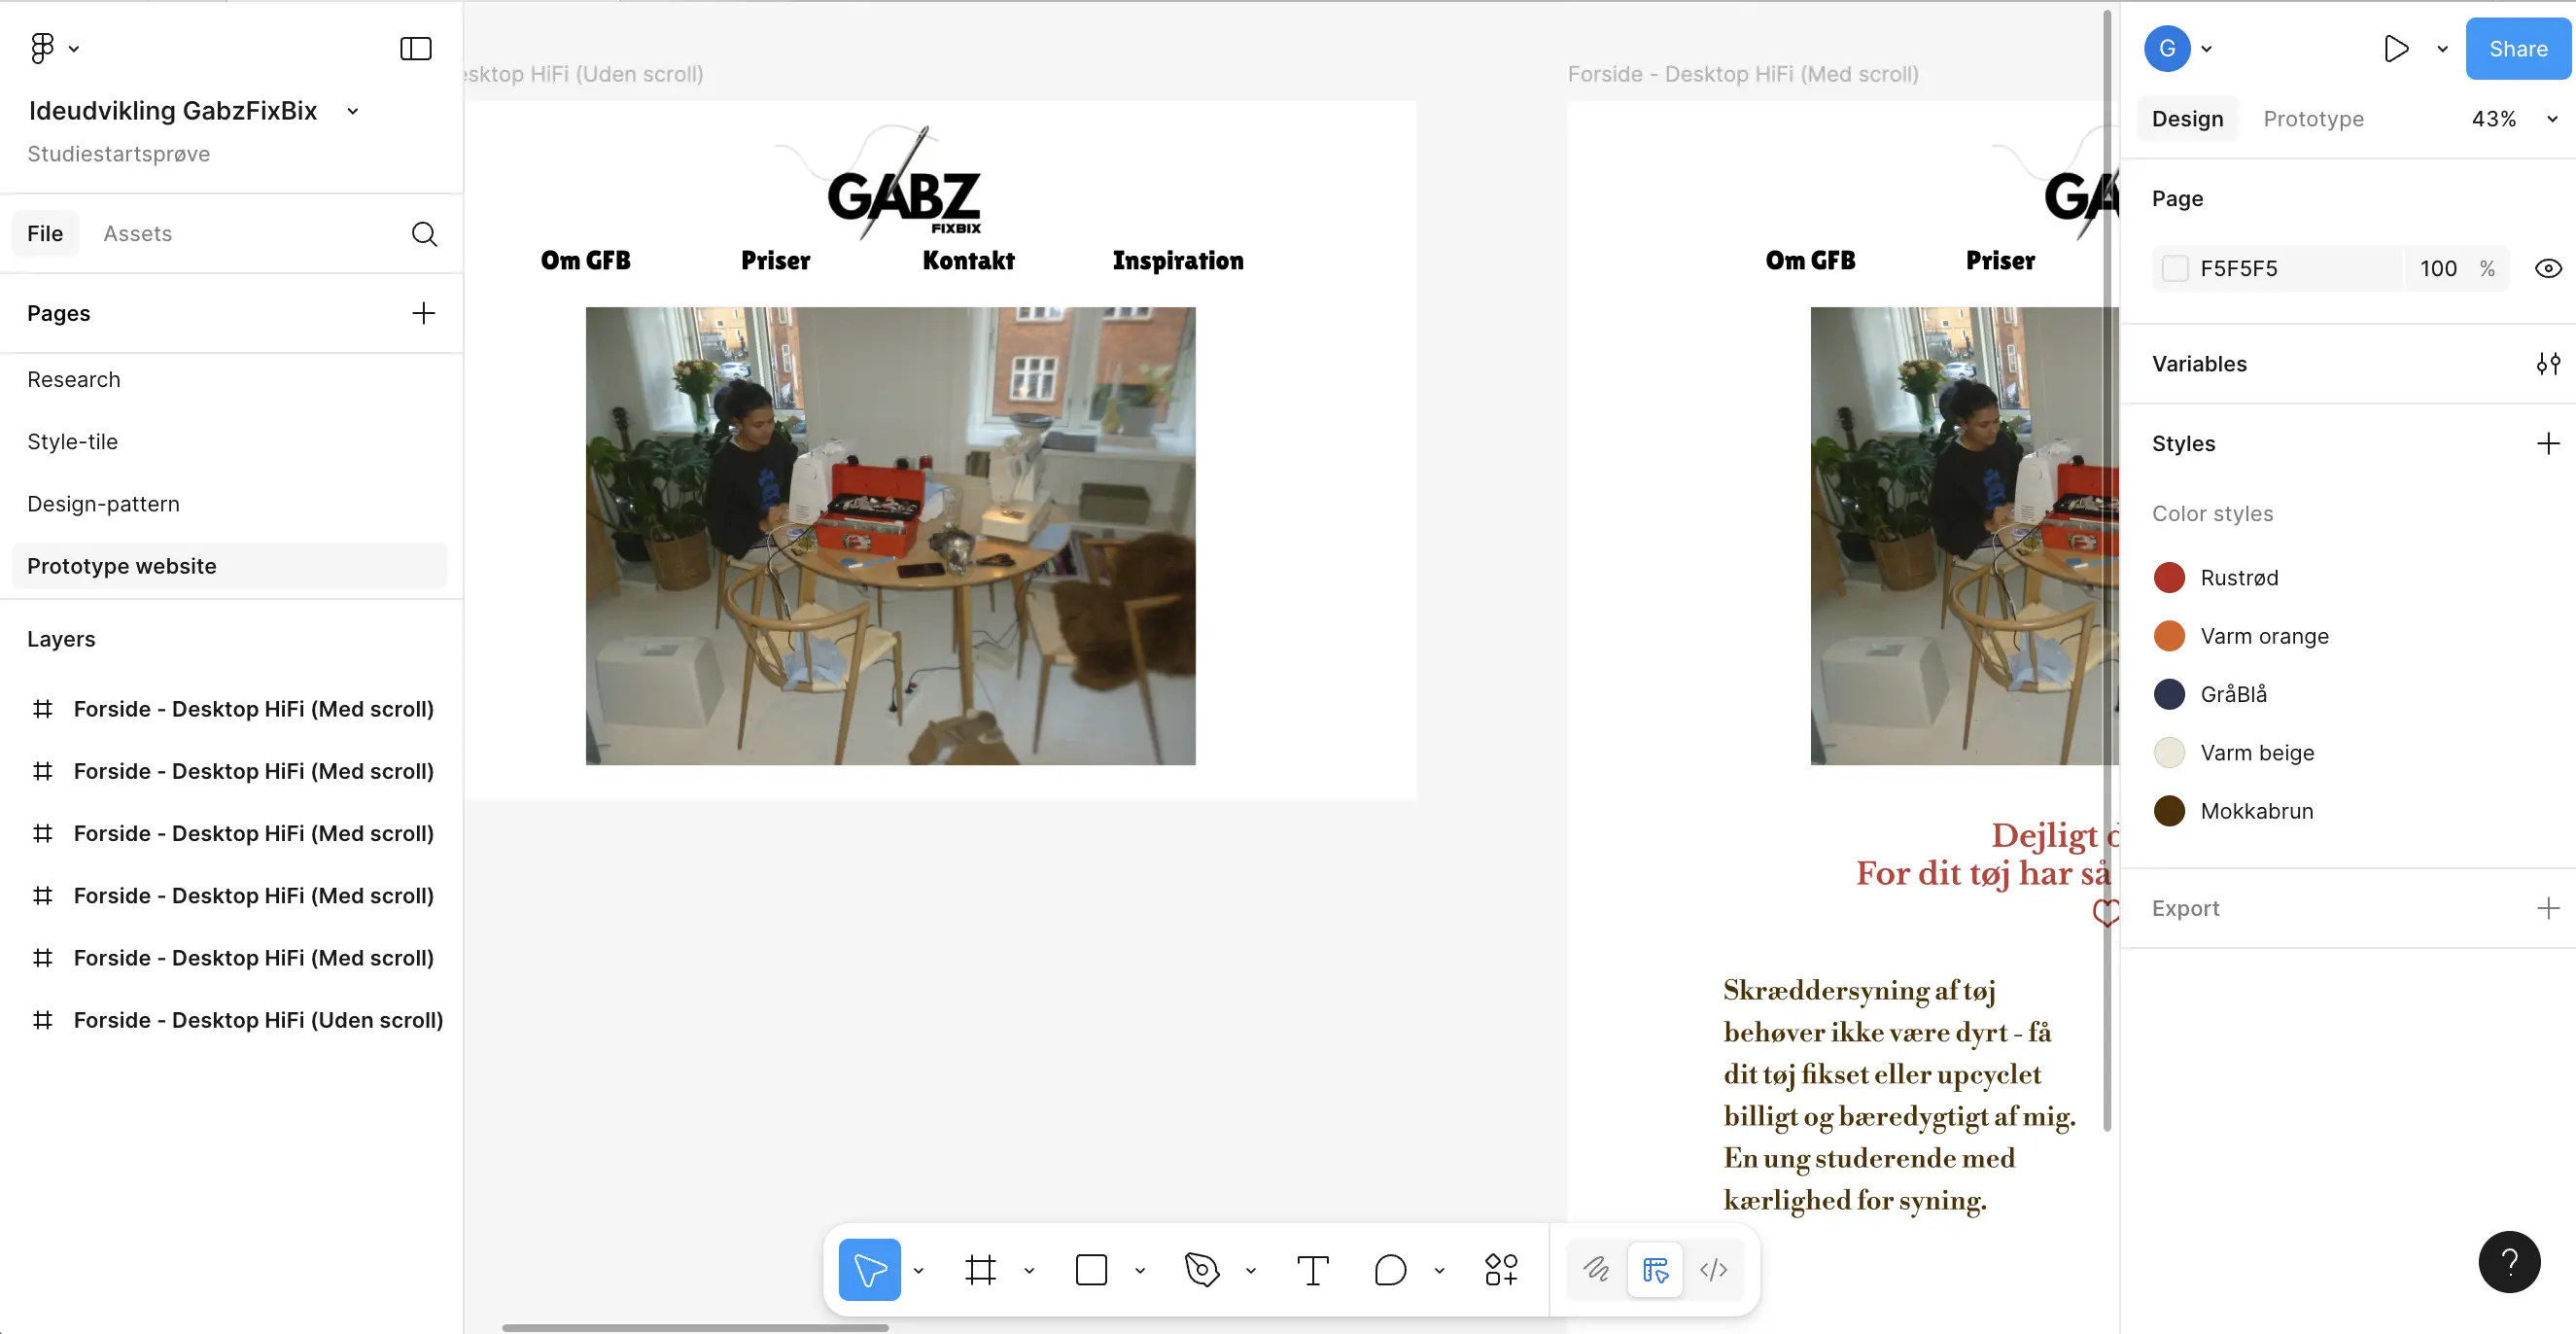 Ideudvikling GabzFixBix
Studiestartsprøve
File
Assets
Pages
Research
Style-tile
Design-pattern
Prototype website
Layers
Forside - Desktop HiFi (Med scroll)
Forside - Desktop HiFi (Med scroll)
Forside - Desktop HiFi (Med scroll)
Forside - Desktop HiFi (Med scroll)
Forside - Desktop HiFi (Med scroll)
Forside - Desktop HiFi (Uden scroll)
esktop HiFi (Uden scroll)
GABZ
FIXBIX
Om GFB Priser Kontakt Inspiration
Forside - Desktop HiFi (Med scroll)
GA
Om GFB Priser
Dejligt d
For dit tøj har så
Skræddersyning af tøj
behøver ikke være dyrt - få
dit tøj fikset eller upcyclet
billigt og bæredygtigt af mig.
En ung studerende med
kærlighed for syning.
G
Share
Design
Prototype
43%
Page
F5F5F5 100 %
Variables
Styles
Color styles
Rustrød
Varm orange
GråBlå
Varm beige
Mokkabrun
Export
?